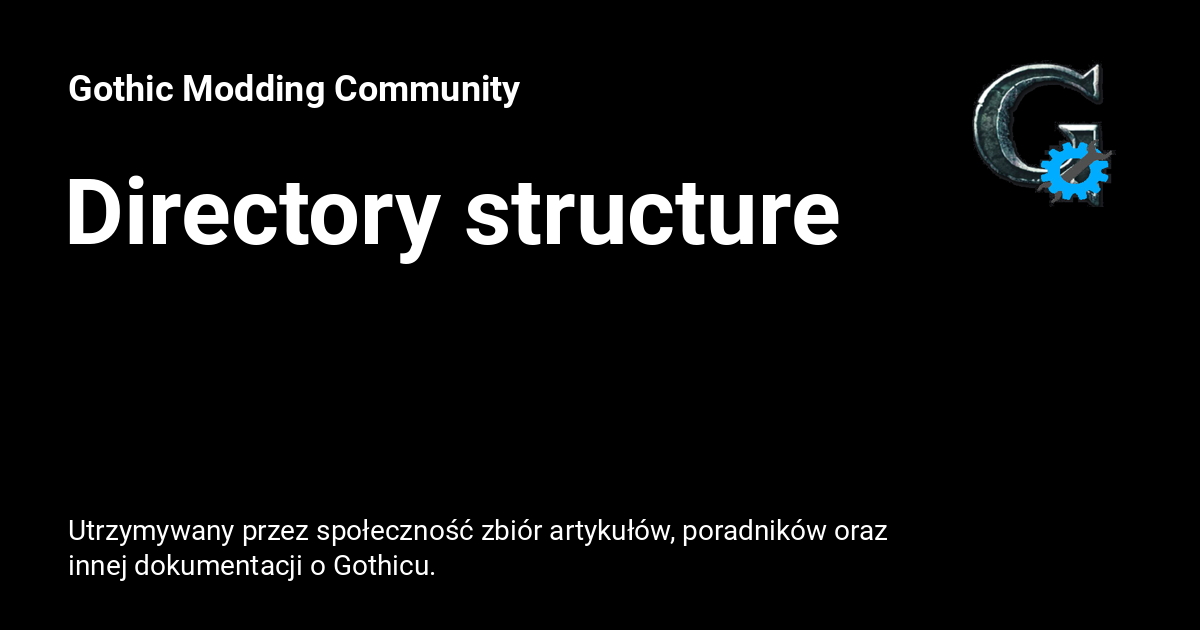 Gothic Modding Community
Directory structure
Utrzymywany przez społeczność zbiór artykułów, poradników oraz
innej dokumentacji o Gothicu.